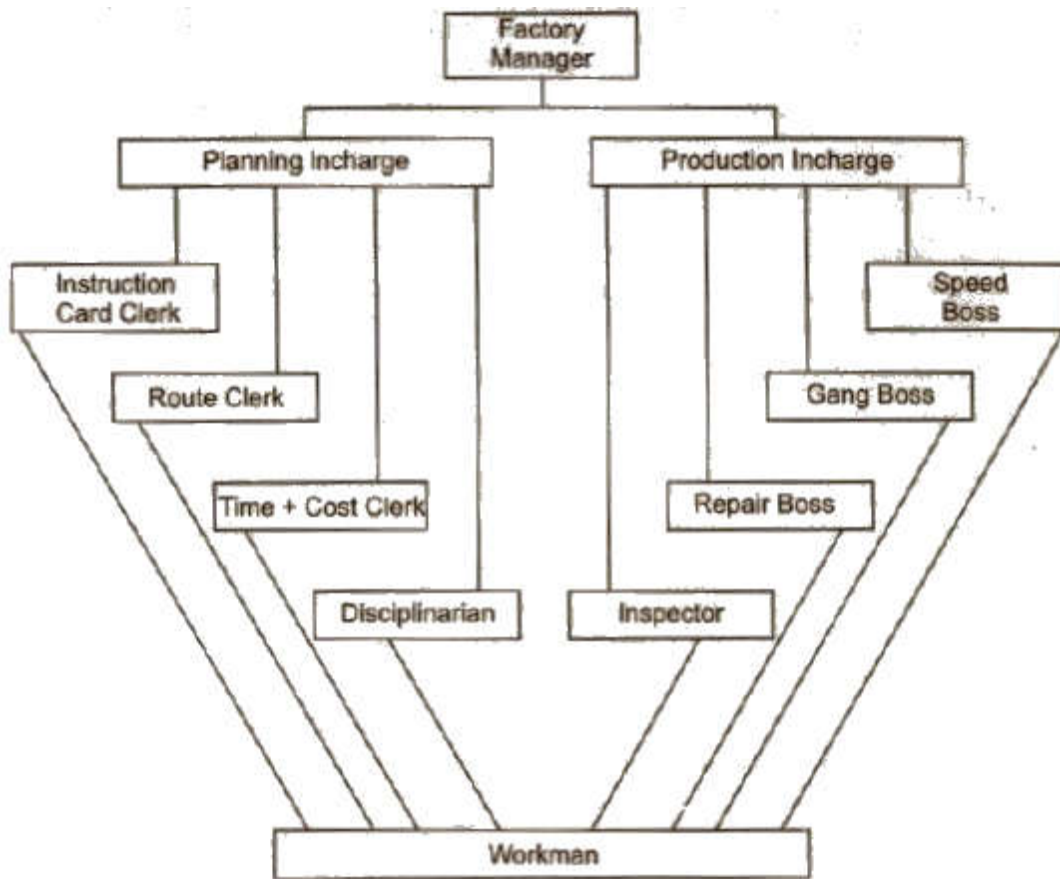 Factory
Manager
Planning Incharge
Production Incharge
Instruction
Card Clerk
Speed
Boss
Route Clerk
Gang Boss
Time + Cost Clerk
Repair Boss
Disciplinarian
Inspector
Workman